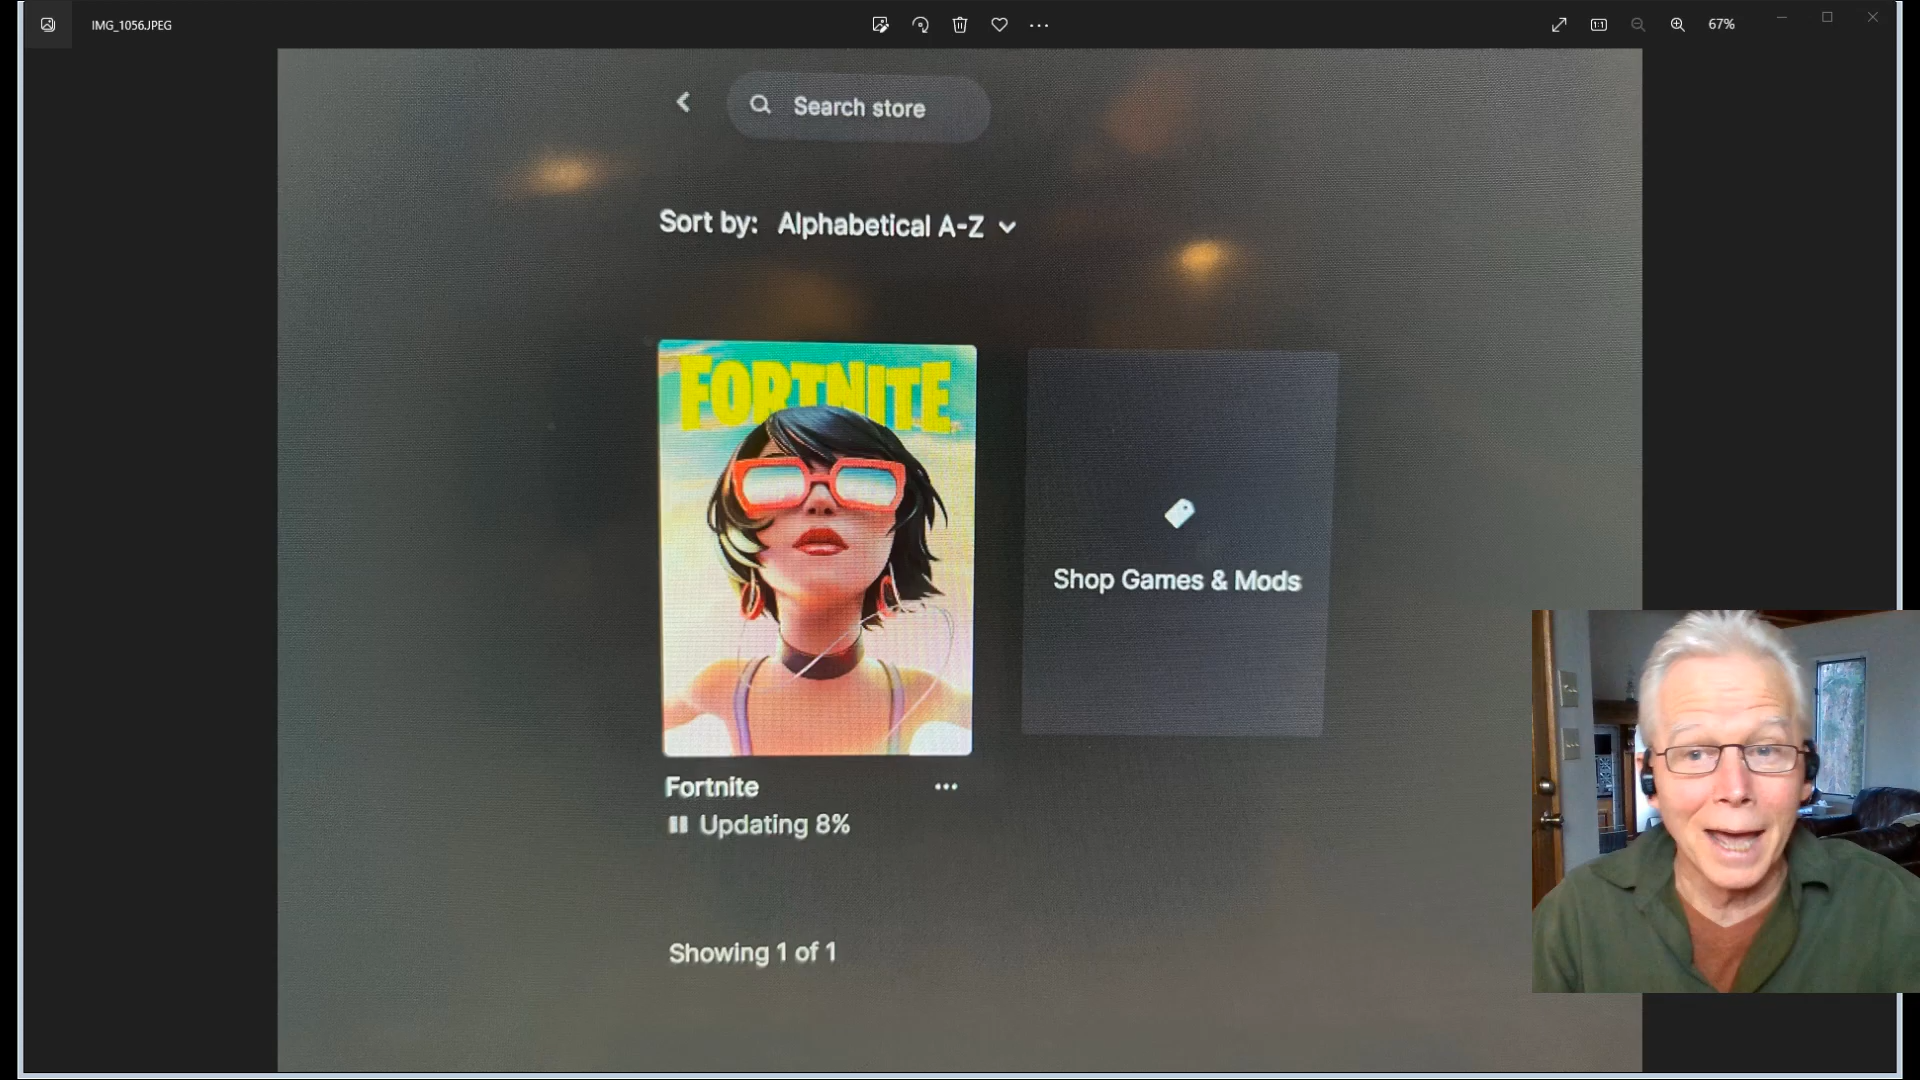 IMG_1056.JPEG
67%
Search store
Sort by: Alphabetical A-Z
FORTNITE
Shop Games & Mods
Fortnite
Updating 8%
Showing 1 of 1